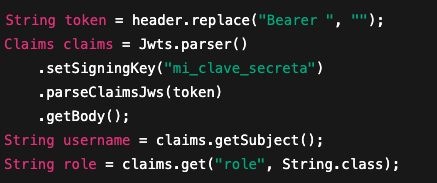 String token = header.replace("Bearer ", "");
Claims claims = Jwts.parser()
    .setSigningKey("mi_clave_secreta")
    .parseClaimsJws(token)
    .getBody();
String username = claims.getSubject();
String role = claims.get("role", String.class);